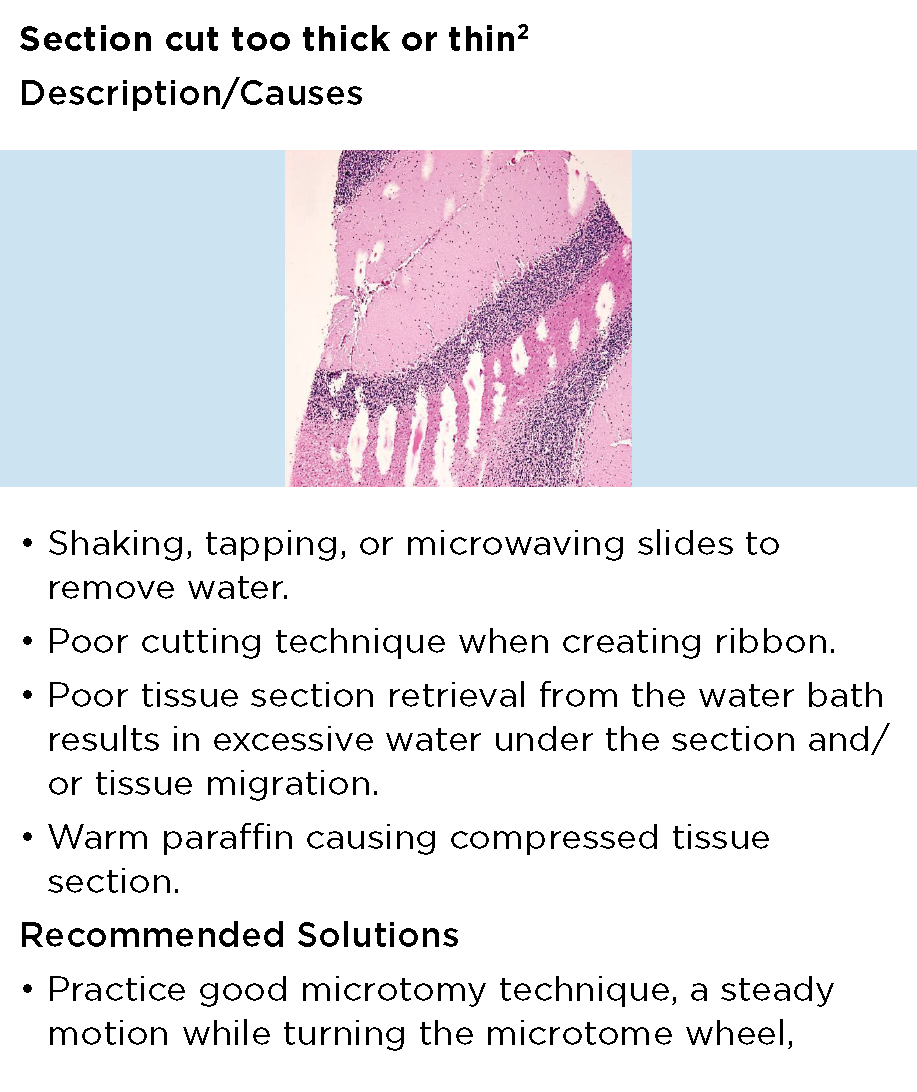 Section cut too thick or thin²
Description/Causes
• Shaking, tapping, or microwaving slides to
remove water.
• Poor cutting technique when creating ribbon.
• Poor tissue section retrieval from the water bath
results in excessive water under the section and/
or tissue migration.
• Warm paraffin causing compressed tissue
section.
Recommended Solutions
• Practice good microtomy technique, a steady
motion while turning the microtome wheel,